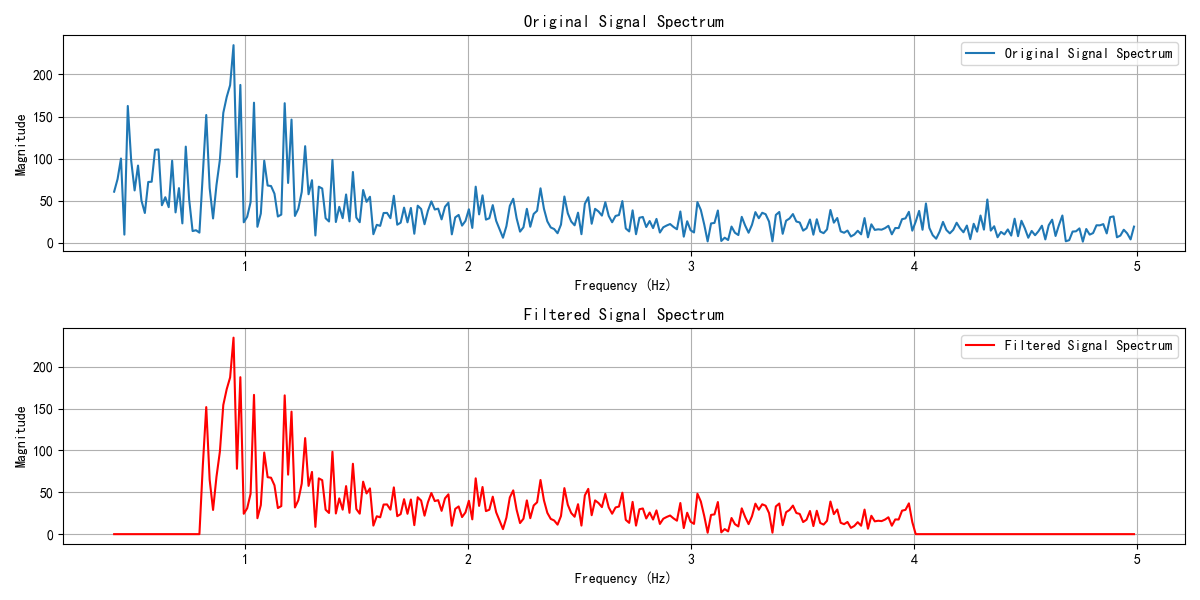 Original Signal Spectrum
Original Signal Spectrum
Magnitude
200
150
100
50
0
1
2
3
4
5
Frequency (Hz)
Filtered Signal Spectrum
Filtered Signal Spectrum
Magnitude
200
150
100
50
0
1
2
3
4
5
Frequency (Hz)